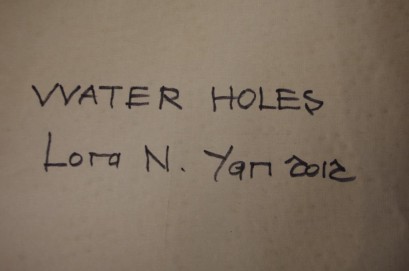 WATER HOLES
Lora N. Yan 2012